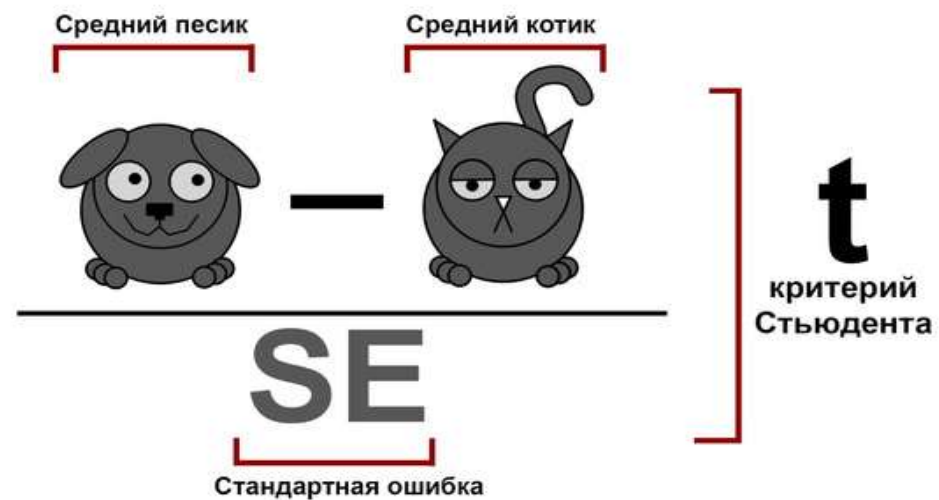 Средний песик
Средний котик
t
критерий
Стьюдента
SE
Стандартная ошибка